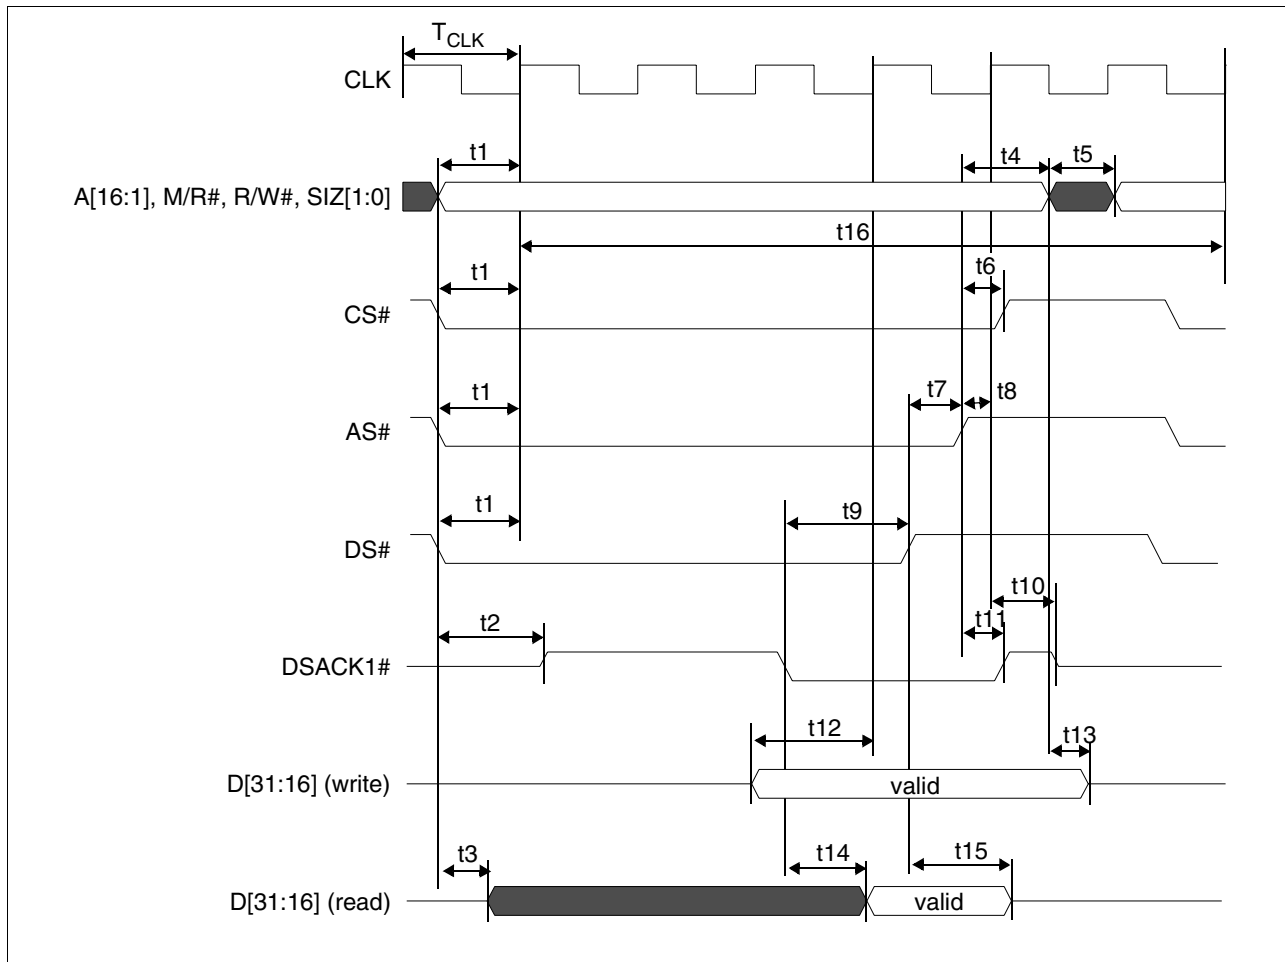 TCLK
CLK
t1
t4
t5
A[16:1], M/R#, R/W#, SIZ[1:0]
t16
t1
t6
CS#
t1
t7
t8
AS#
t1
t9
DS#
t10
t2
t11
DSACK1#
t12
t13
D[31:16] (write)
valid
t3
t14
t15
D[31:16] (read)
valid